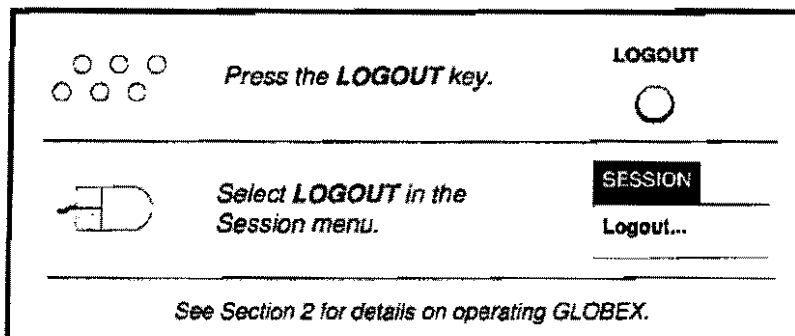 Press the LOGOUT key.
LOGOUT
Select LOGOUT in the
Session menu.
SESSION
Logout...
See Section 2 for details on operating GLOBEX.